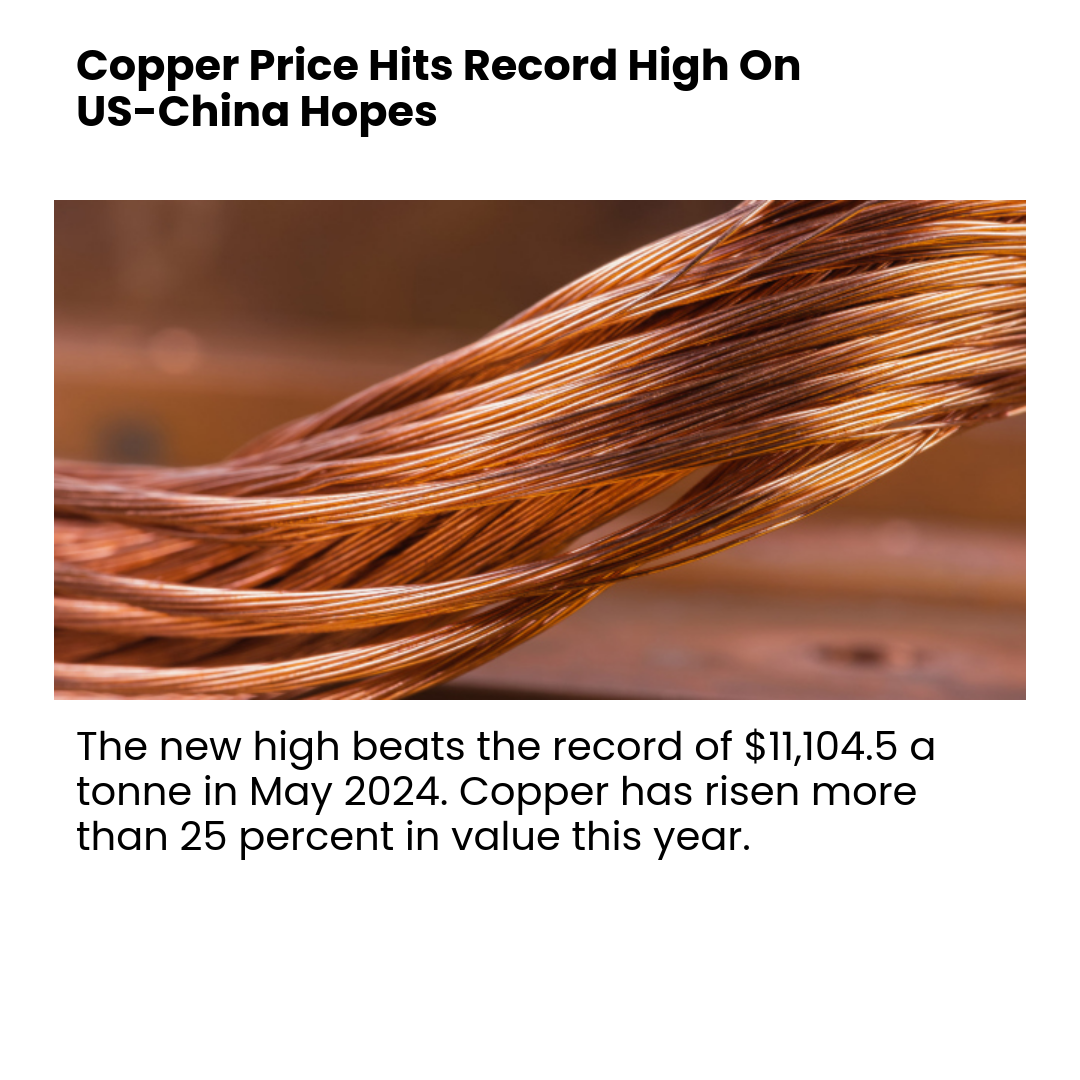 Copper Price Hits Record High On
US-China Hopes
The new high beats the record of $11,104.5 a
tonne in May 2024. Copper has risen more
than 25 percent in value this year.